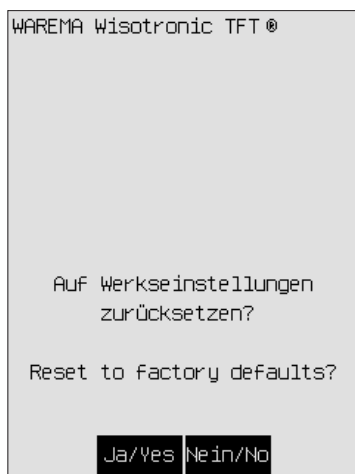 WAREMA Wisotronic TFT ®
Auf Werkseinstellungen
zurücksetzen?
Reset to factory defaults?
Ja/Yes Nein/No